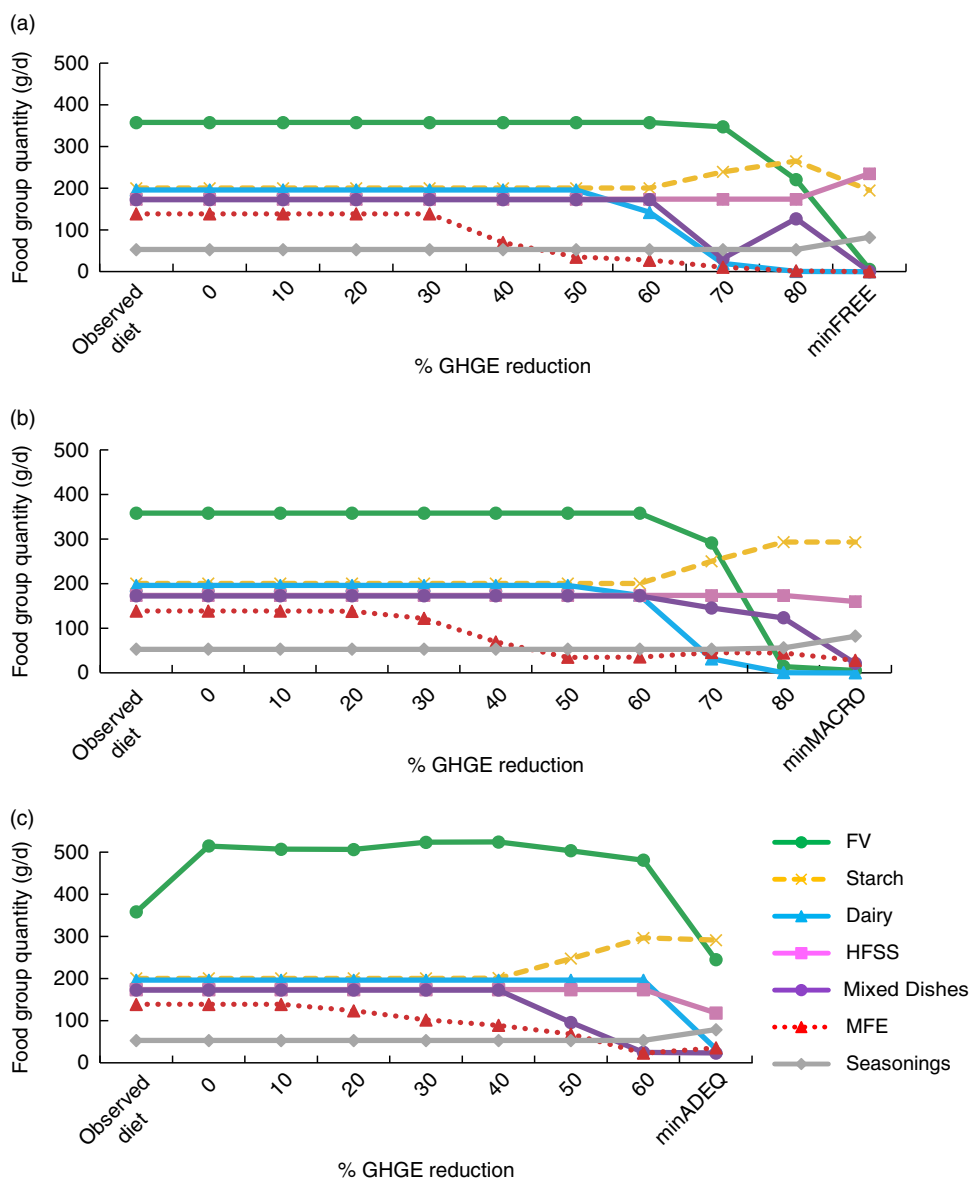 (a)
Food group quantity (g/d)
500
400
300
200
100
0
Observed diet
0
10
20
30
40
50
60
70
80
minFREE
% GHGE reduction
(b)
Food group quantity (g/d)
500
400
300
200
100
0
Observed diet
0
10
20
30
40
50
60
70
80
minMACRO
% GHGE reduction
(c)
Food group quantity (g/d)
500
400
300
200
100
0
Observed diet
0
10
20
30
40
50
60
minADEQ
% GHGE reduction
FV
Starch
Dairy
HFSS
Mixed Dishes
MFE
Seasonings